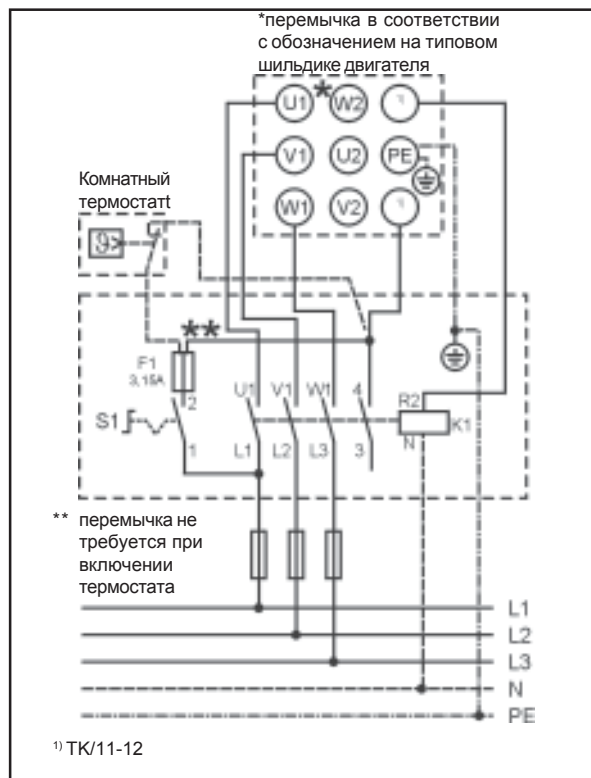 *перемычка в соответствии
с обозначением на типовом
шильдике двигателя
U1 * W2 ¹⁾
V1 U2 PE
W1 V2 ¹⁾
Комнатный
термостатt
**
F1
3,15A
2
U1 V1 W1 4
R2
S1
K1
1 L1 L2 L3 3
N
** перемычка не
требуется при
включении
термостата
L1
L2
L3
N
PE
¹⁾ TK/11-12